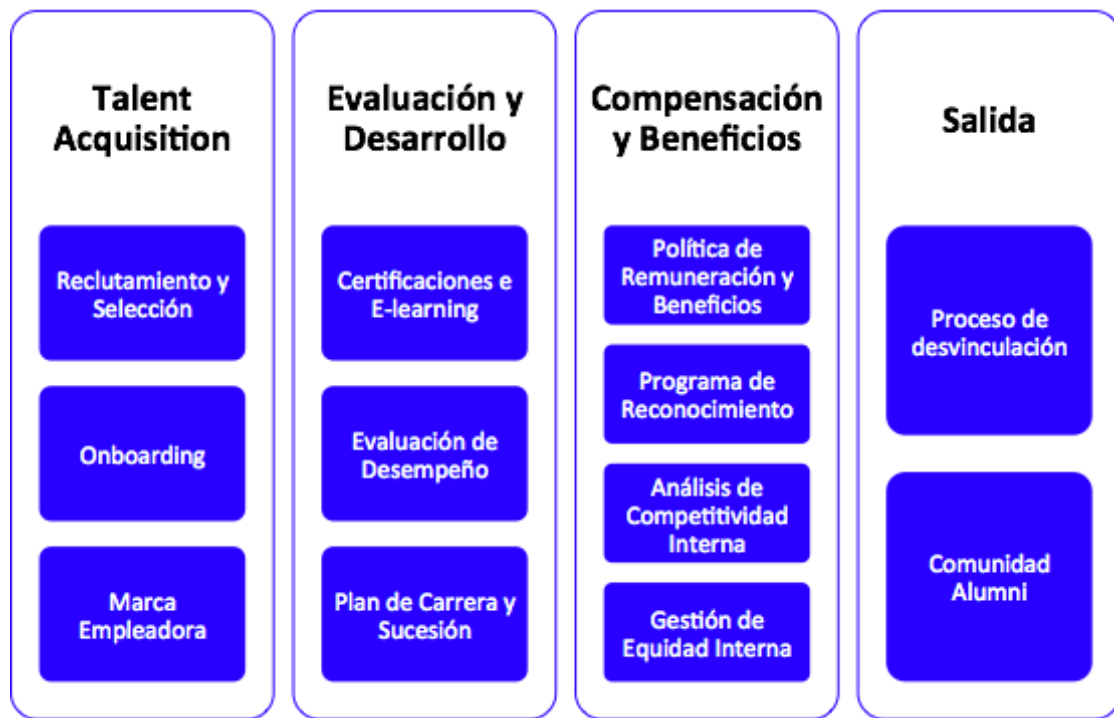 Talent
Acquisition
Reclutamiento y
Selección
Onboarding
Marca
Empleadora
Evaluación y
Desarrollo
Certificaciones e
E-learning
Evaluación de
Desempeño
Plan de Carrera y
Sucesión
Compensación
y Beneficios
Política de
Remuneración y
Beneficios
Programa de
Reconocimiento
Análisis de
Competitividad
Interna
Gestión de
Equidad Interna
Salida
Proceso de
desvinculación
Comunidad
Alumni